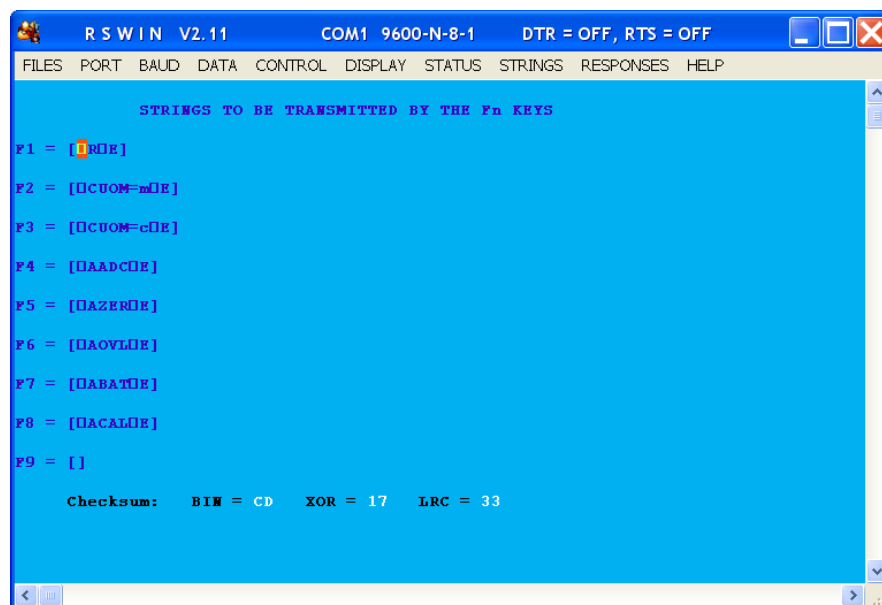 RSWIN V2.11 COM1 9600-N-8-1 DTR = OFF, RTS = OFF
FILES PORT BAUD DATA CONTROL DISPLAY STATUS STRINGS RESPONSES HELP
STRINGS TO BE TRANSMITTED BY THE Fn KEYS
F1 = [▯R▯E]
F2 = [▯CUOM=m▯E]
F3 = [▯CUOM=c▯E]
F4 = [▯AADC▯E]
F5 = [▯AZER▯E]
F6 = [▯AOVL▯E]
F7 = [▯ABAT▯E]
F8 = [▯ACAL▯E]
F9 = []
Checksum: BIN = CD XOR = 17 LRC = 33